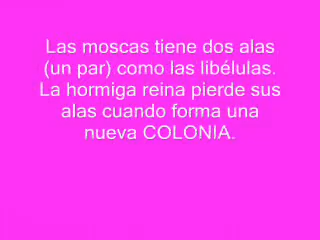 Las moscas tiene dos alas
(un par) como las libélulas.
La hormiga reina pierde sus
alas cuando forma una
nueva COLONIA.